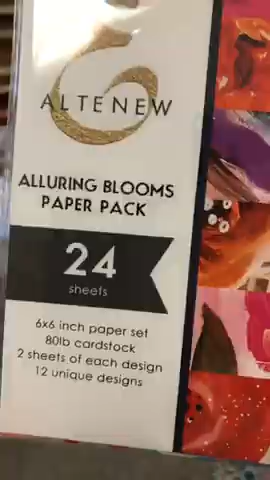 ALTENEW
ALLURING BLOOMS
PAPER PACK
24
sheets
6x6 inch paper set
80lb cardstock
2 sheets of each design
12 unique designs